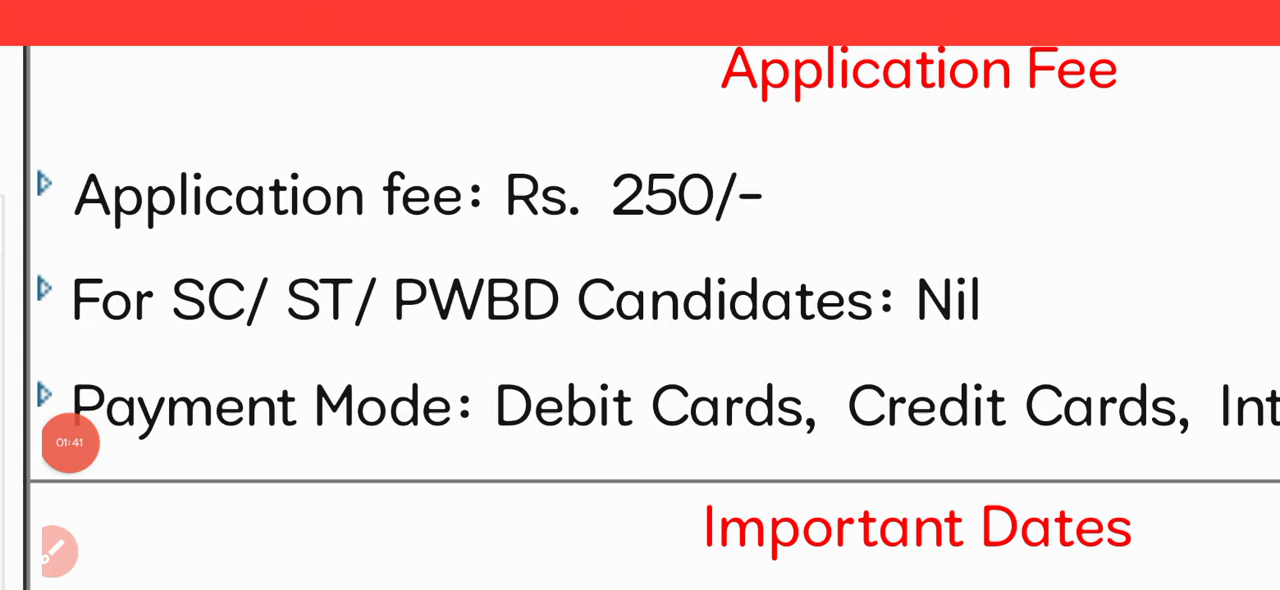 Application Fee
Application fee: Rs. 250/-
For SC/ ST/ PWBD Candidates: Nil
Payment Mode: Debit Cards, Credit Cards,
01:41
Important Dates